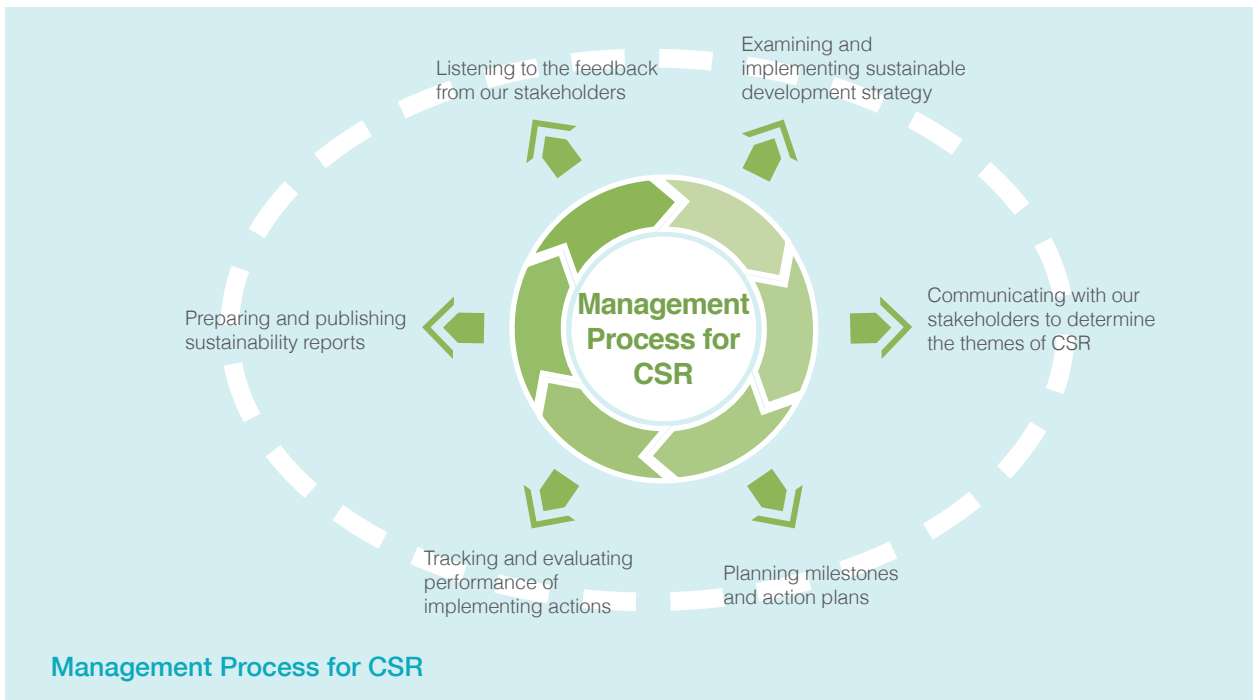 Listening to the feedback
from our stakeholders
Examining and
implementing sustainable
development strategy
Preparing and publishing
sustainability reports
Management
Process for
CSR
Communicating with our
stakeholders to determine
the themes of CSR
Tracking and evaluating
performance of
implementing actions
Planning milestones
and action plans
Management Process for CSR